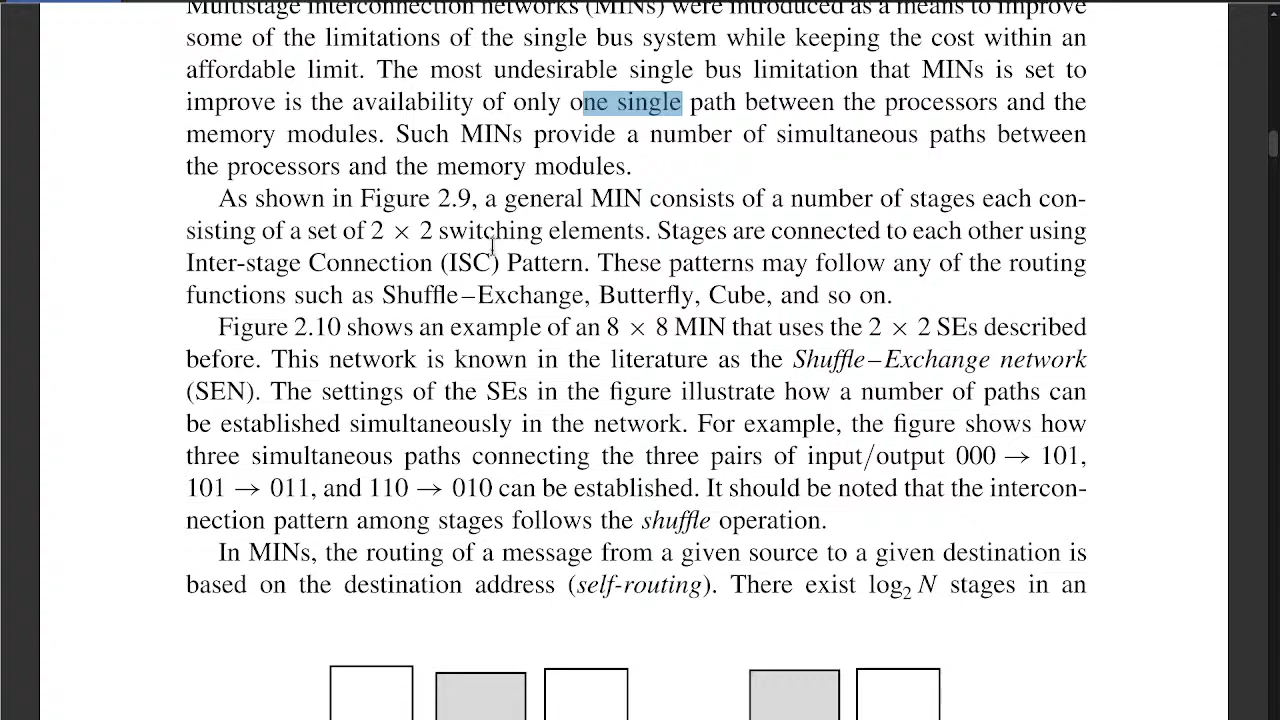 Multistage interconnection networks (MINs) were introduced as a means to improve
some of the limitations of the single bus system while keeping the cost within an
affordable limit. The most undesirable single bus limitation that MINs is set to
improve is the availability of only one single path between the processors and the
memory modules. Such MINs provide a number of simultaneous paths between
the processors and the memory modules.
As shown in Figure 2.9, a general MIN consists of a number of stages each con-
sisting of a set of 2 × 2 switching elements. Stages are connected to each other using
Inter-stage Connection (ISC) Pattern. These patterns may follow any of the routing
functions such as Shuffle–Exchange, Butterfly, Cube, and so on.
Figure 2.10 shows an example of an 8 × 8 MIN that uses the 2 × 2 SEs described
before. This network is known in the literature as the Shuffle–Exchange network
(SEN). The settings of the SEs in the figure illustrate how a number of paths can
be established simultaneously in the network. For example, the figure shows how
three simultaneous paths connecting the three pairs of input/output 000 → 101,
101 → 011, and 110 → 010 can be established. It should be noted that the intercon-
nection pattern among stages follows the shuffle operation.
In MINs, the routing of a message from a given source to a given destination is
based on the destination address (self-routing). There exist log₂ N stages in an